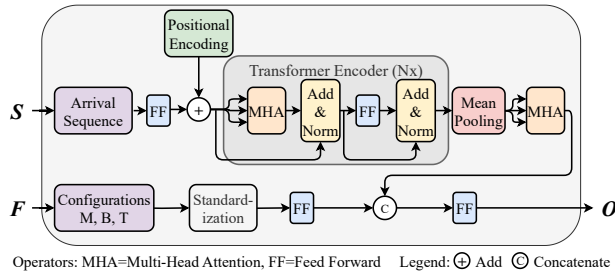 Positional
Encoding
Transformer Encoder (Nx)
S
Arrival
Sequence
FF
+
MHA
Add
&
Norm
FF
Add
&
Norm
Mean
Pooling
MHA
F
Configurations
M, B, T
Standard-
ization
FF
C
FF
O
Operators: MHA=Multi-Head Attention, FF=Feed Forward Legend: + Add C Concatenate